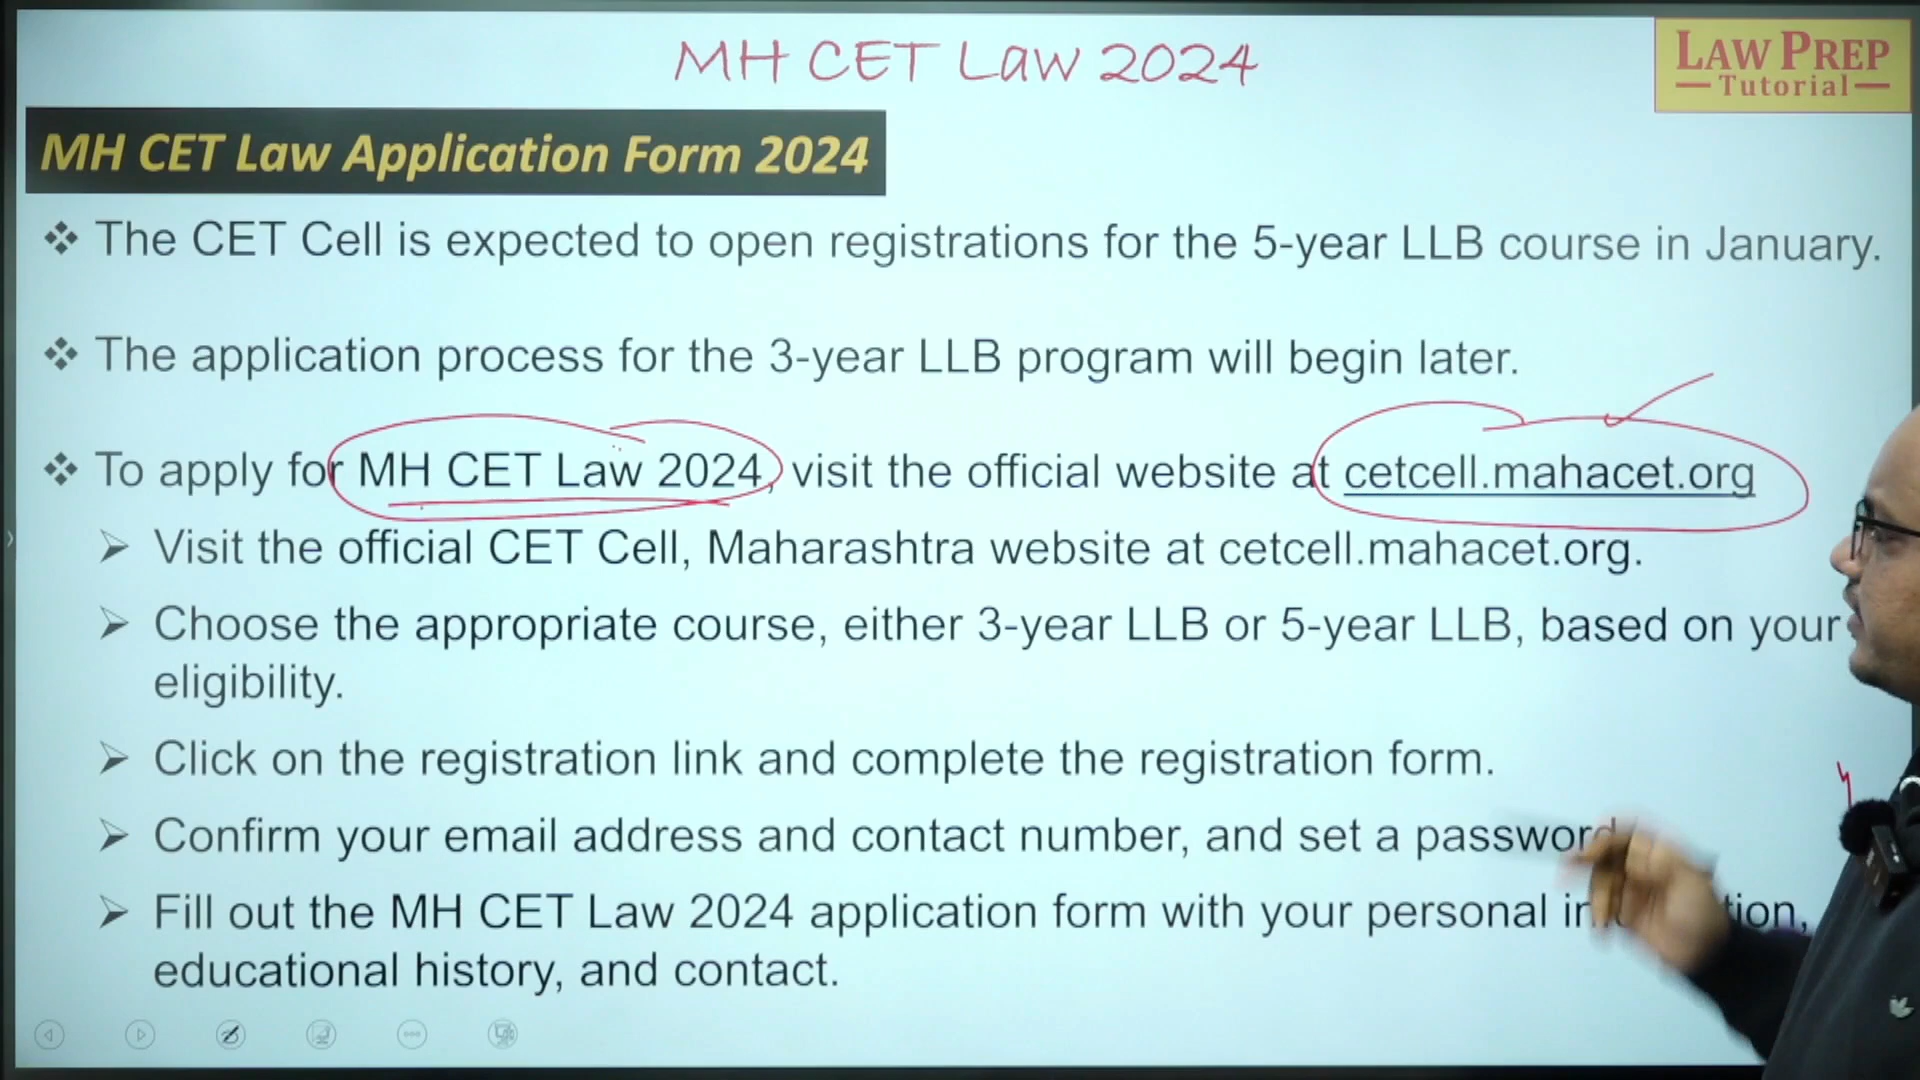 MH CET Law 2024
LAW PREP
Tutorial
MH CET Law Application Form 2024
The CET Cell is expected to open registrations for the 5-year LLB course in January.
The application process for the 3-year LLB program will begin later.
To apply for MH CET Law 2024, visit the official website at cetcell.mahacet.org
Visit the official CET Cell, Maharashtra website at cetcell.mahacet.org.
Choose the appropriate course, either 3-year LLB or 5-year LLB, based on your
eligibility.
Click on the registration link and complete the registration form.
Confirm your email address and contact number, and set a password
Fill out the MH CET Law 2024 application form with your personal
educational history, and contact.